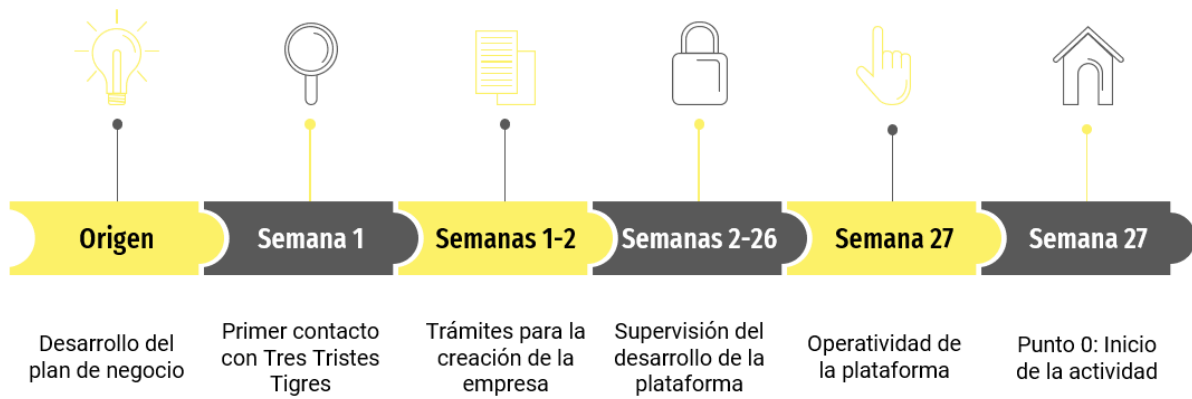 Origen
Semana 1
Semanas 1-2
Semanas 2-26
Semana 27
Semana 27
Desarrollo del
plan de negocio
Primer contacto
con Tres Tristes
Tigres
Trámites para la
creación de la
empresa
Supervisión del
desarrollo de la
plataforma
Operatividad de
la plataforma
Punto 0: Inicio
de la actividad